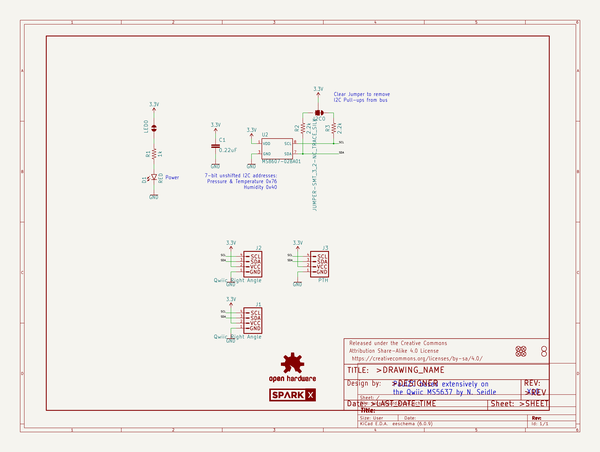 Clear Jumper to remove
I2C Pull-ups from bus
3.3V
3.3V
3.3V
3.3V
LED0
I2C0
R2
2.2k
R3
2.2k
JUMPER-SMT_3_2-NC_TRACE_SILK
C1
0.22uF
U2
VDD
SCL
GND
SDA
MS8607-02BA01
R1
1k
D1
RED
Power
GND
GND
GND
7-bit unshifted I2C addresses:
Pressure & Temperature 0x76
Humidity 0x40
3.3V
J2
SCL
SDA
VCC
GND
GND
Qwiic Right Angle
3.3V
J3
SCL
SDA
VCC
GND
GND
PTH
3.3V
J1
SCL
SDA
VCC
GND
GND
Qwiic Right Angle
open hardware
SPARK X
Released under the Creative Commons
Attribution Share-Alike 4.0 License
https://creativecommons.org/licenses/by-sa/4.0/
TITLE: >DRAWING_NAME
Design by: >DESIGNER
extensively on
the Qwiic MS5637 by N. Seidle
REV:
>REV
Date: >LAST_DATE_TIME
Sheet: >SHEET
Sheet: /
Title:
Size: User
Date:
Rev:
KiCad E.D.A. eeschema (6.0.9)
Id: 1/1